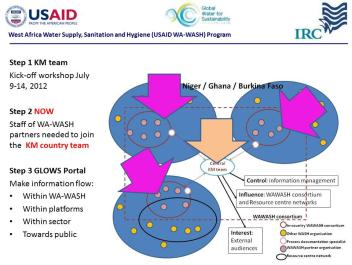 USAID
FROM THE AMERICAN PEOPLE
Global
Water for
Sustainability
IRC
West Africa Water Supply, Sanitation and Hygiene (USAID WA-WASH) Program
Step 1 KM team
Kick-off workshop July
9-14, 2012
Niger / Ghana / Burkina Faso
Step 2 NOW
Staff of WA-WASH
partners needed to join
the KM country team
Step 3 GLOWS Portal
Make information flow:
• Within WA-WASH
• Within platforms
• Within sector
• Towards public
Central
KM team
Control: information management
Influence: WAWASH consortium
and Resource centre networks
WAWASH consortium
Interest:
External
audiences
In-country WAWASH consortium
Other WASH organisation
Process documentation specialist
WAWASH partner organisation
Resource centre network